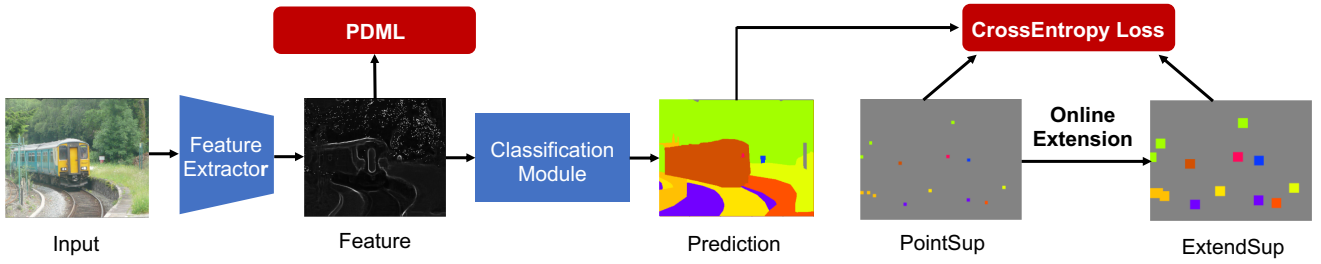 PDML
CrossEntropy Loss
Feature
Extractor
Classification
Module
Online
Extension
Input
Feature
Prediction
PointSup
ExtendSup